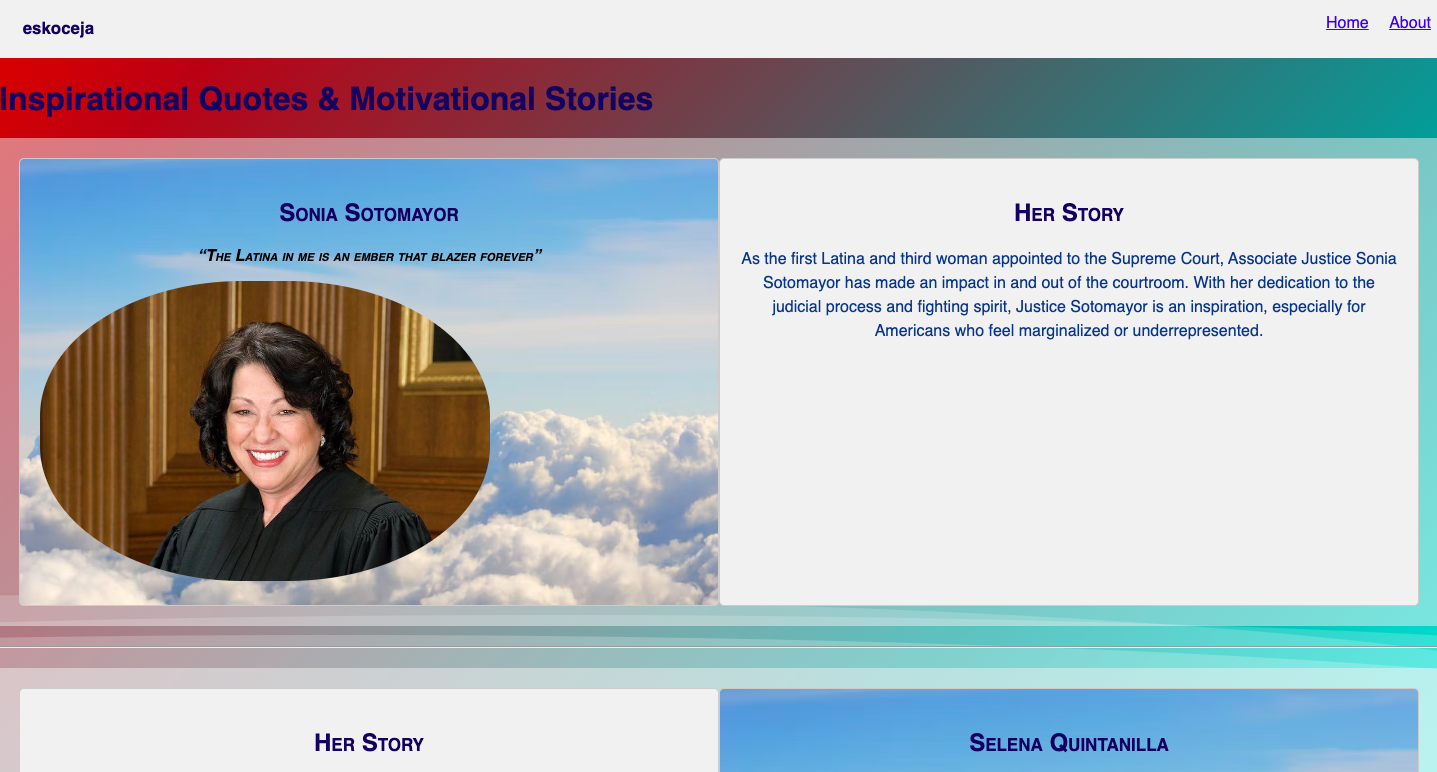 eskoceja
Home About
Inspirational Quotes & Motivational Stories
Sonia Sotomayor
“The Latina in me is an ember that blazer forever”
Her Story
As the first Latina and third woman appointed to the Supreme Court, Associate Justice Sonia
Sotomayor has made an impact in and out of the courtroom. With her dedication to the
judicial process and fighting spirit, Justice Sotomayor is an inspiration, especially for
Americans who feel marginalized or underrepresented.
Her Story
Selena Quintanilla